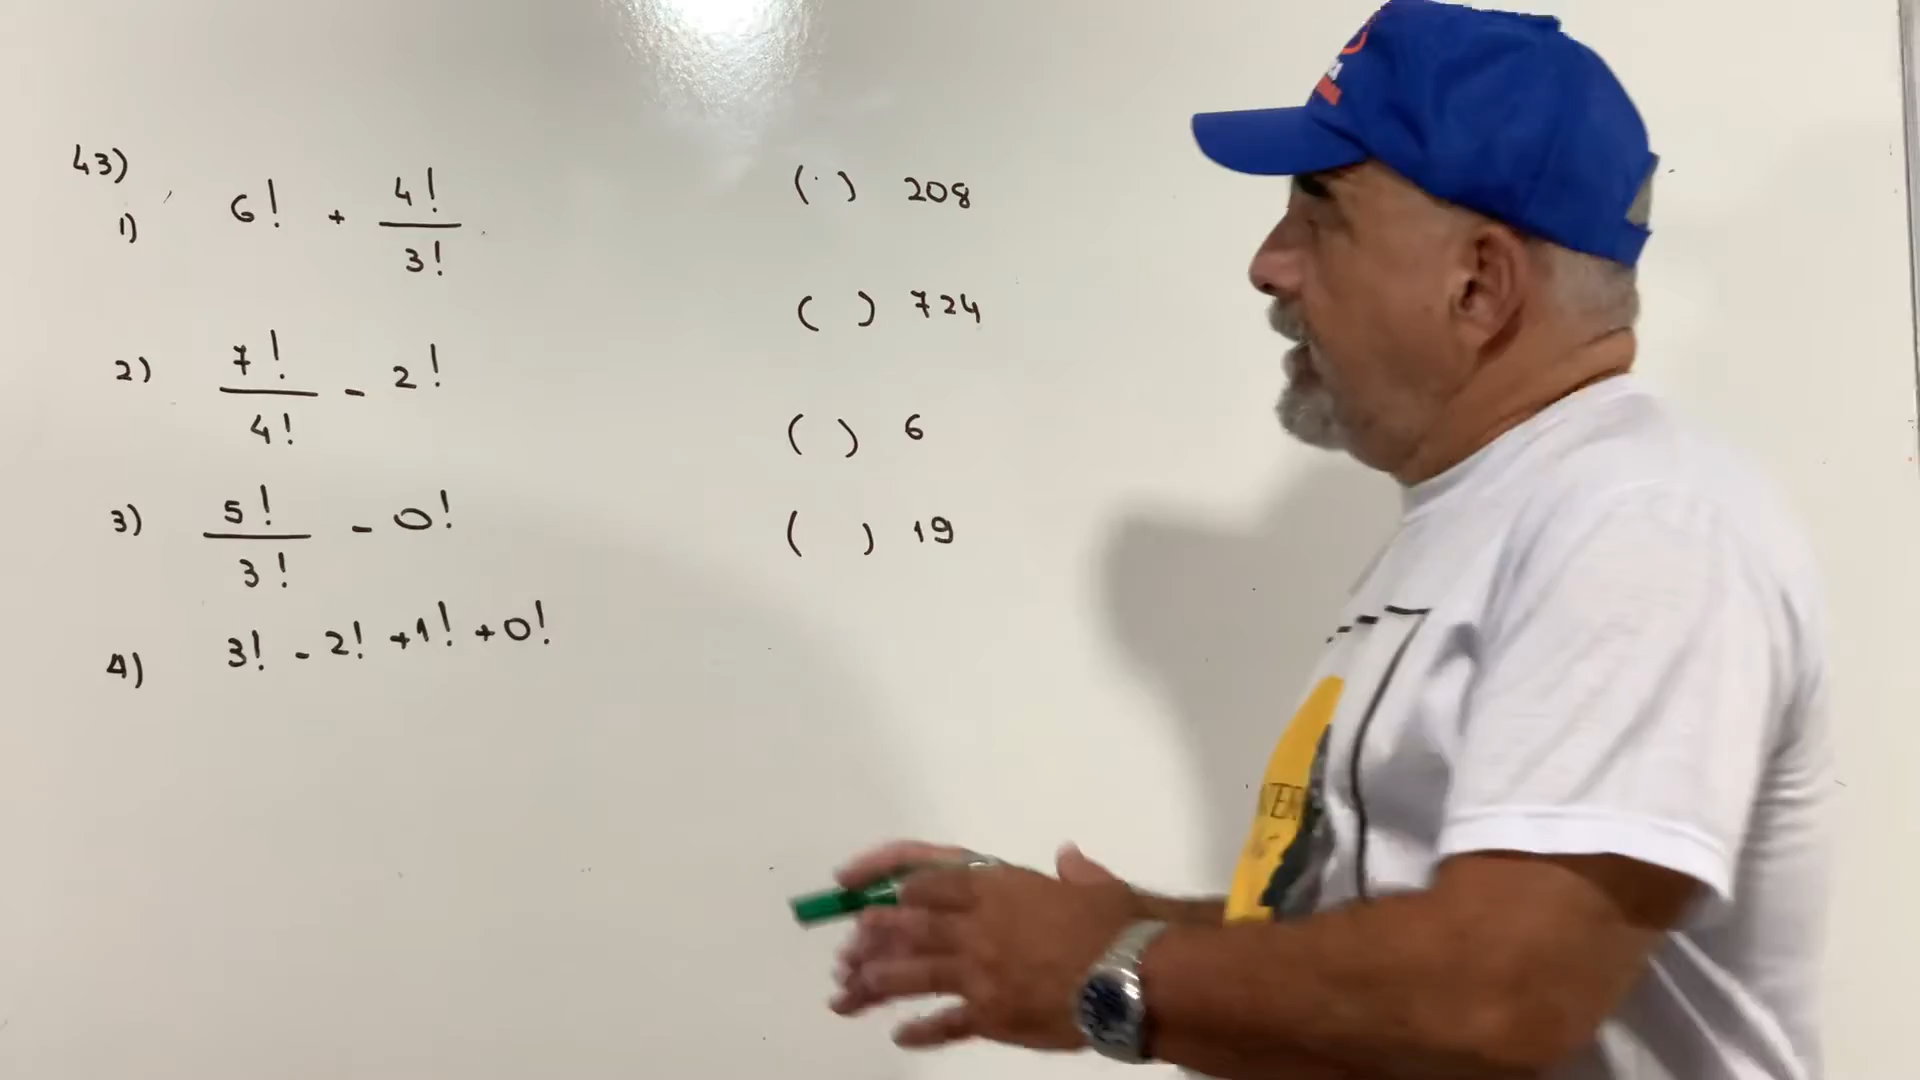 43)
1) 6! + 4!/3! ( ) 208
2) 7!/4! - 2! ( ) 724
3) 5!/3! - 0! ( ) 6
4) 3! - 2! + 1! + 0! ( ) 19